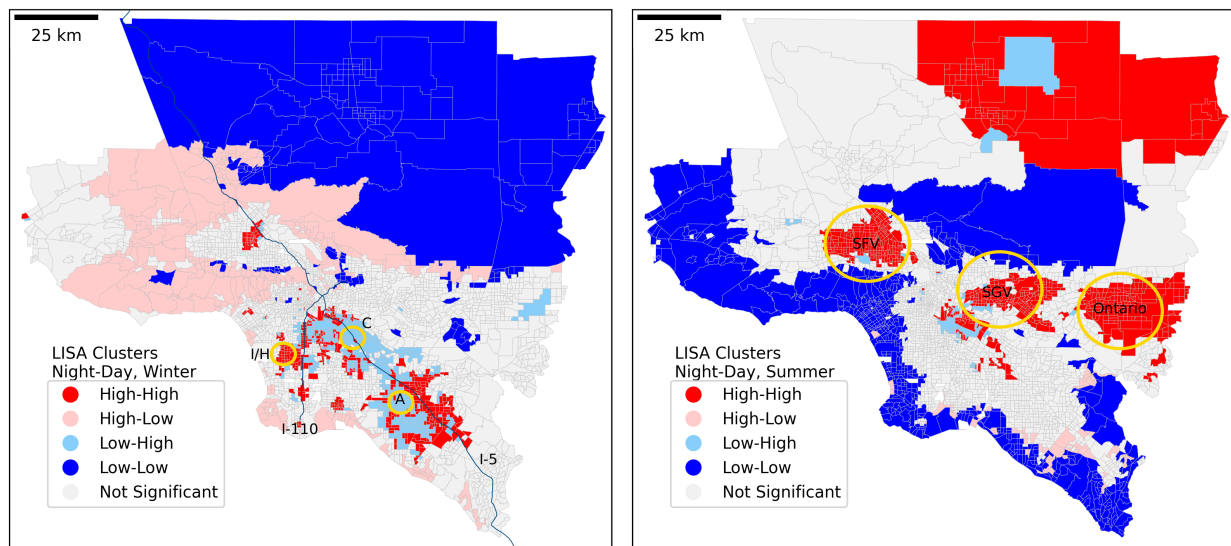 25 km
C
I/H
A
I-110
I-5
LISA Clusters
Night-Day, Winter
High-High
High-Low
Low-High
Low-Low
Not Significant
25 km
SFV
SGV
Ontario
LISA Clusters
Night-Day, Summer
High-High
High-Low
Low-High
Low-Low
Not Significant